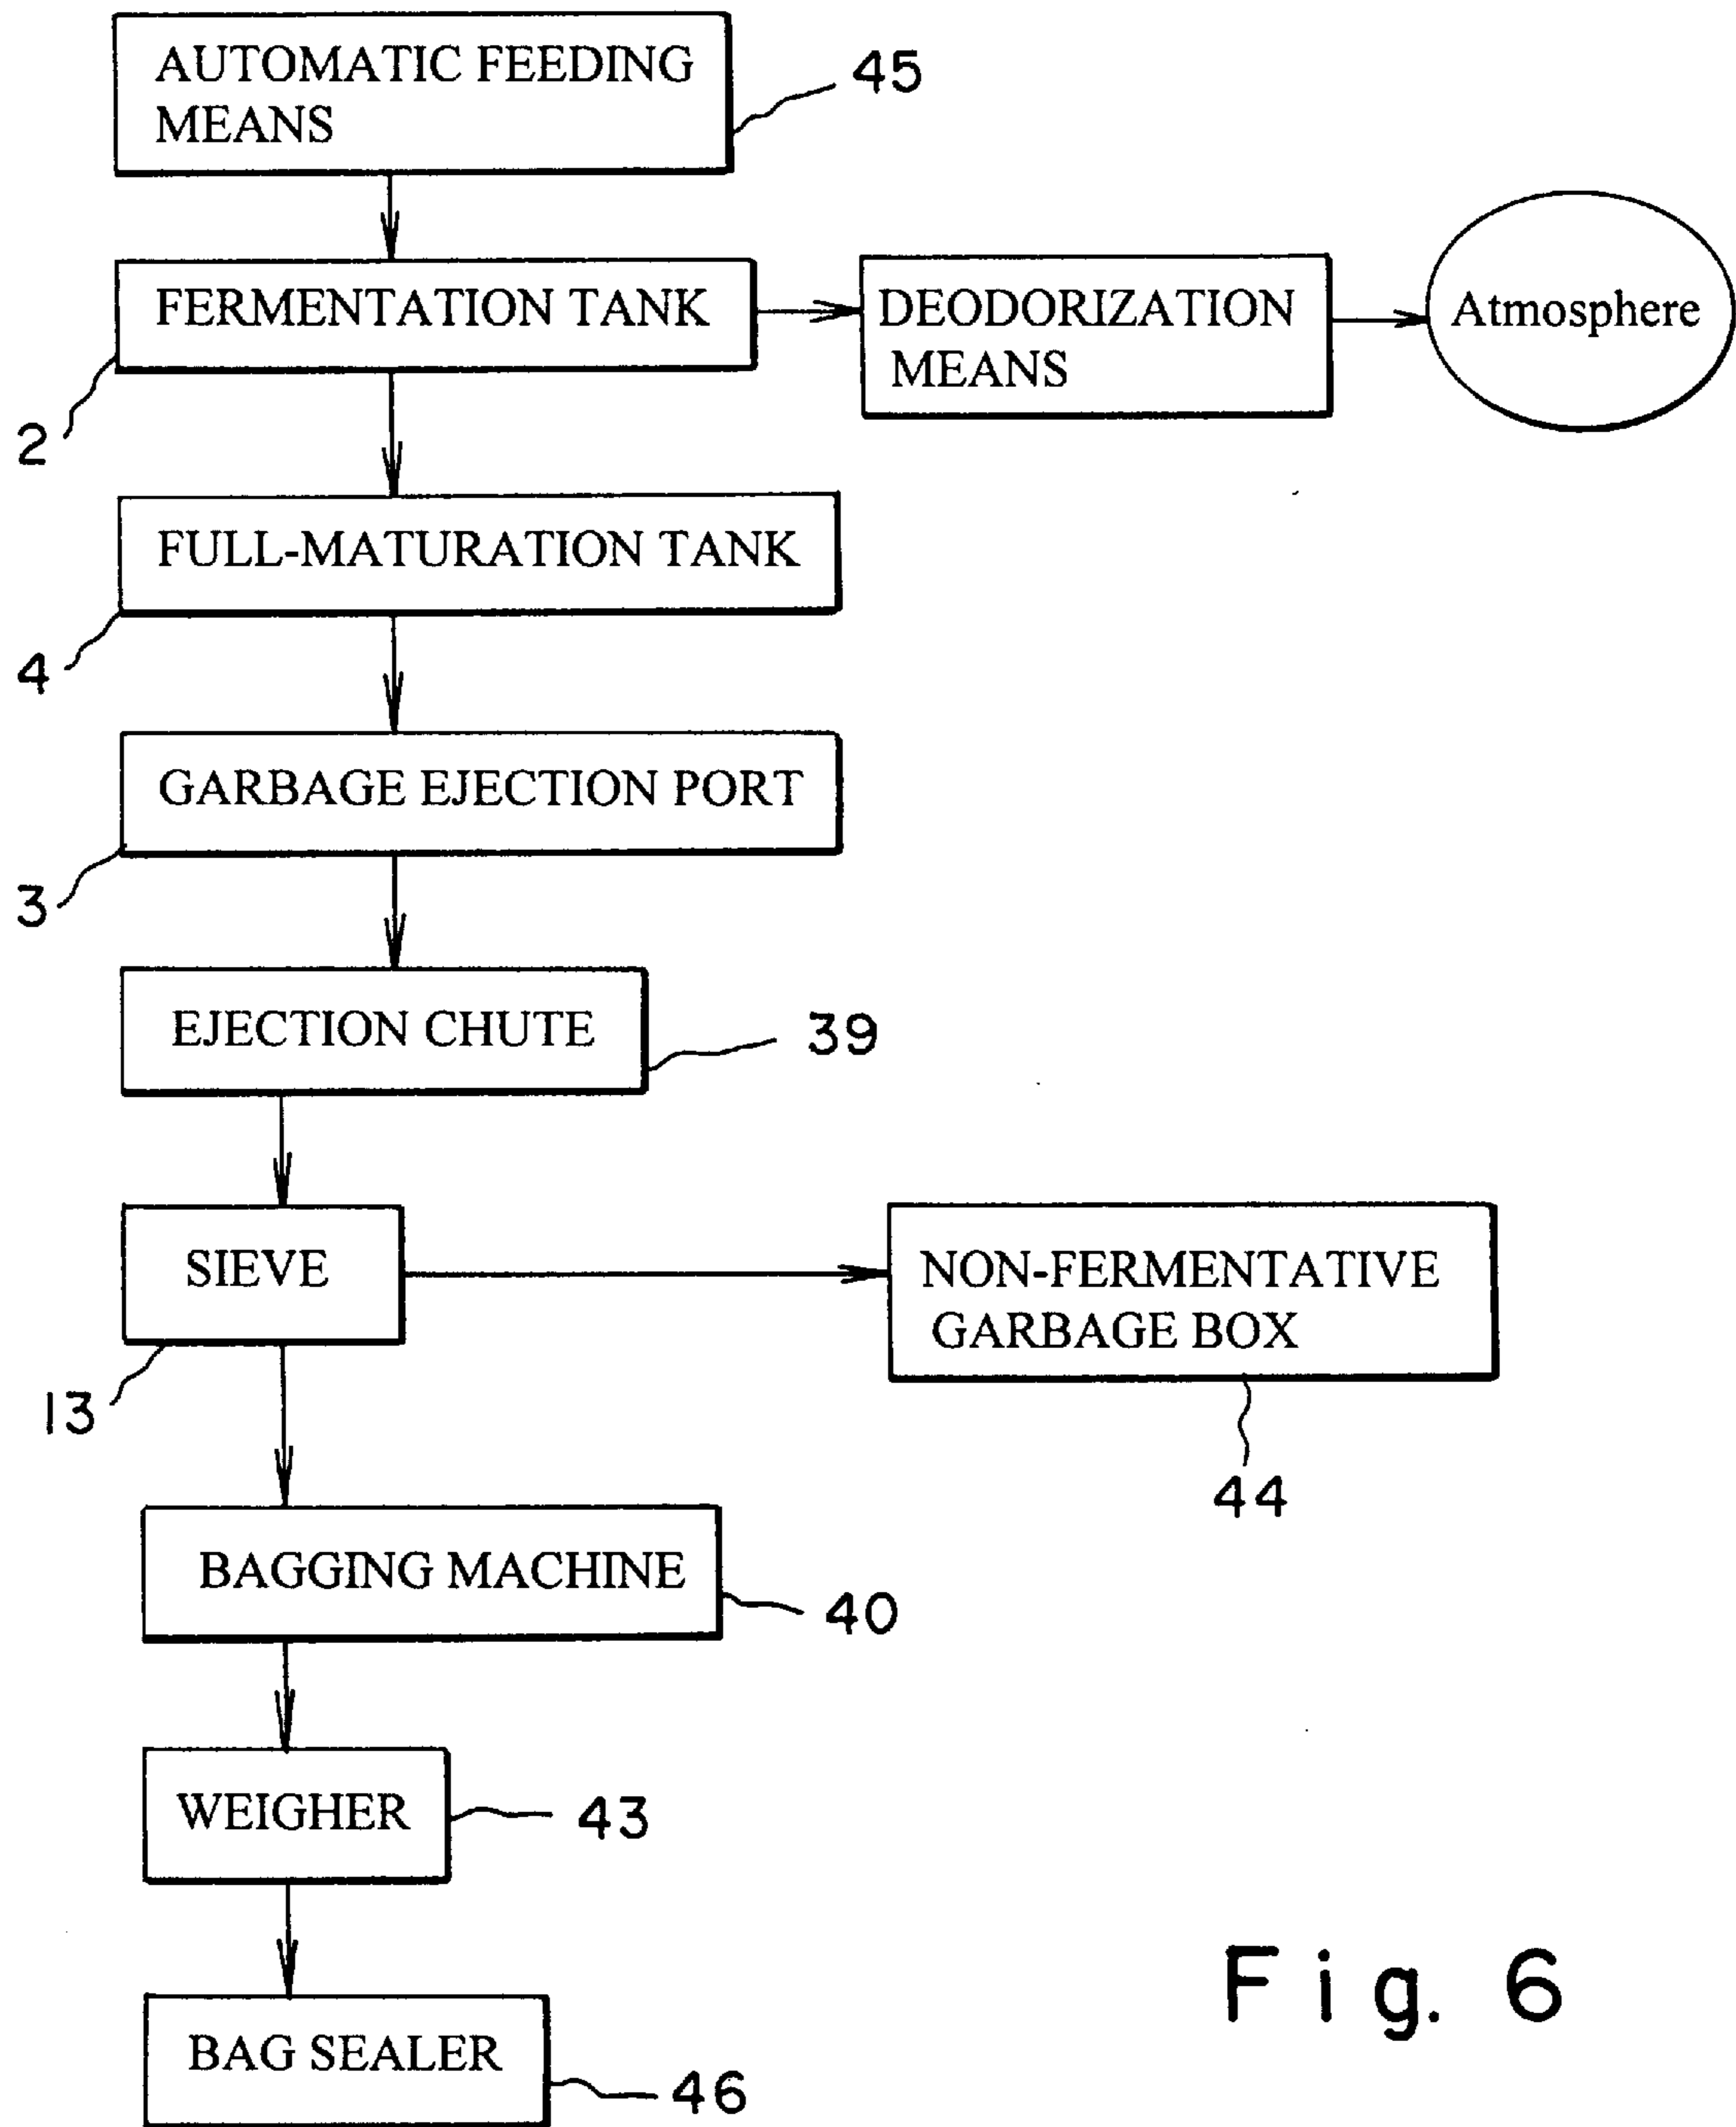 AUTOMATIC FEEDING
MEANS
45
FERMENTATION TANK
2
DEODORIZATION
MEANS
Atmosphere
FULL-MATURATION TANK
4
GARBAGE EJECTION PORT
3
EJECTION CHUTE
39
SIEVE
13
NON-FERMENTATIVE
GARBAGE BOX
44
BAGGING MACHINE
40
WEIGHER
43
BAG SEALER
46
Fig. 6